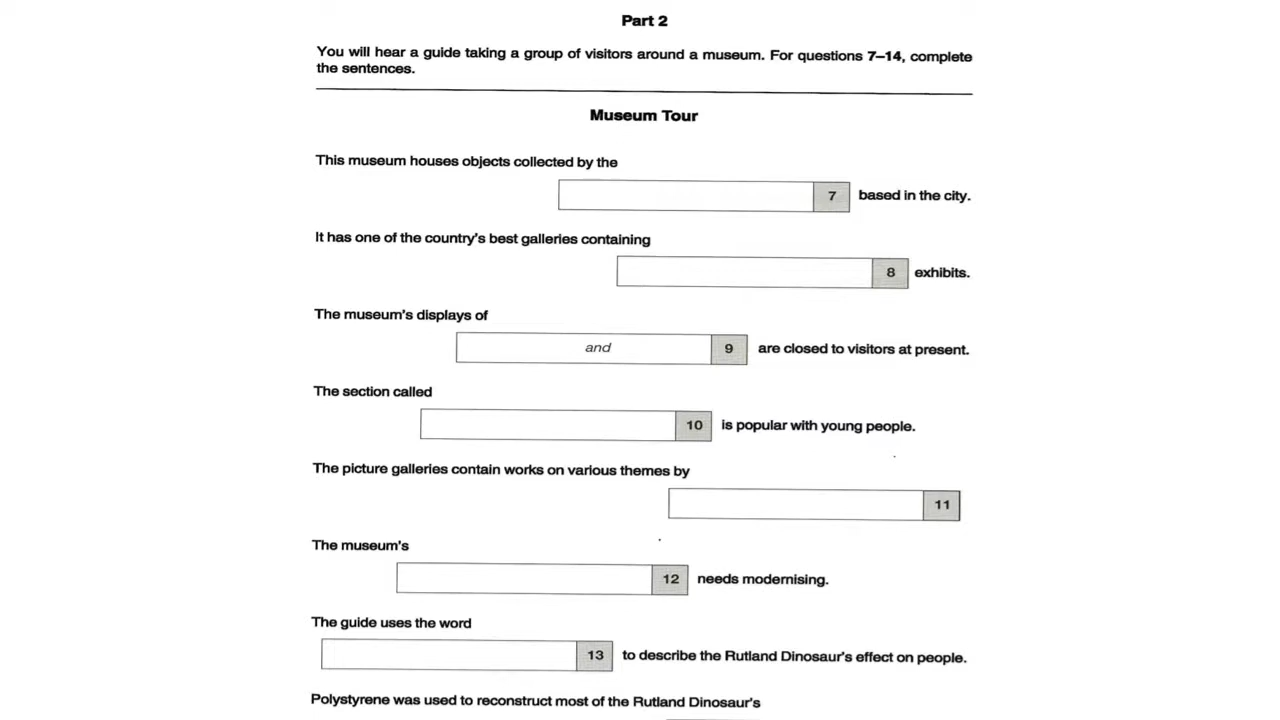 Part 2
You will hear a guide taking a group of visitors around a museum. For questions 7–14, complete
the sentences.
Museum Tour
This museum houses objects collected by the
7 based in the city.
It has one of the country's best galleries containing
8 exhibits.
The museum's displays of
and 9 are closed to visitors at present.
The section called
10 is popular with young people.
The picture galleries contain works on various themes by
11
The museum's
12 needs modernising.
The guide uses the word
13 to describe the Rutland Dinosaur's effect on people.
Polystyrene was used to reconstruct most of the Rutland Dinosaur's